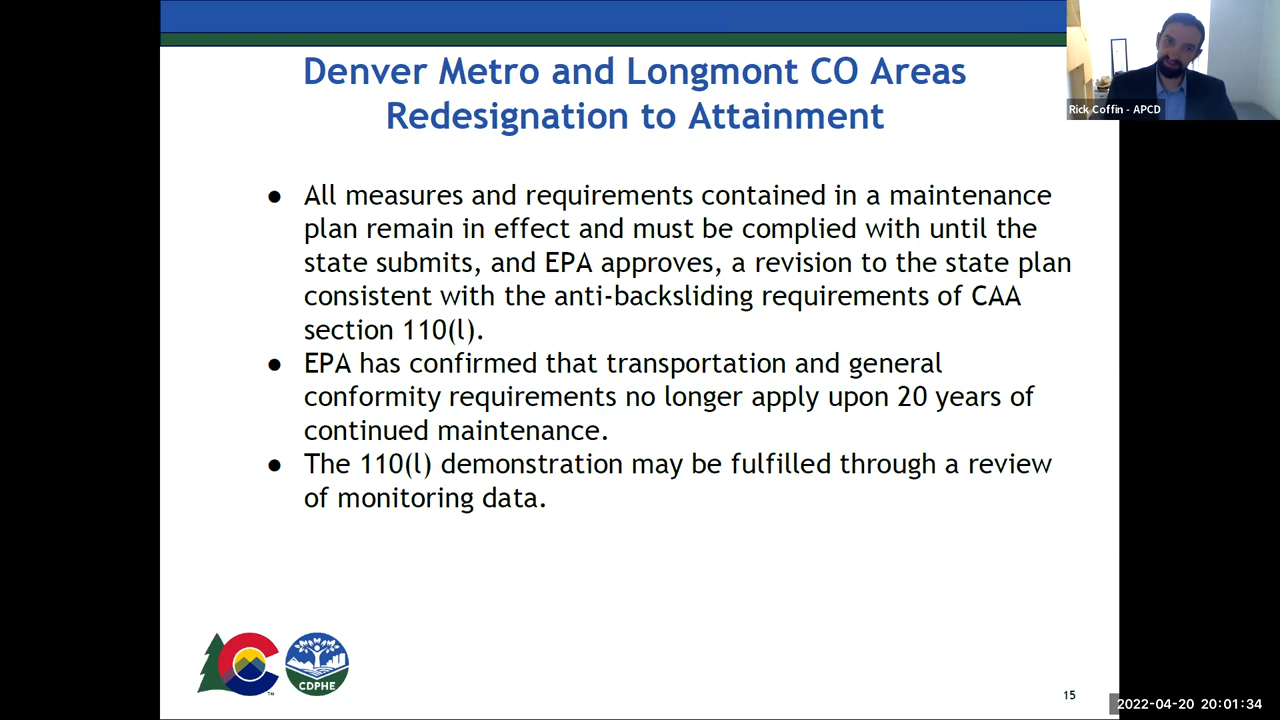 Denver Metro and Longmont CO Areas
Redesignation to Attainment
Rick Coffin - APCD
● All measures and requirements contained in a maintenance
plan remain in effect and must be complied with until the
state submits, and EPA approves, a revision to the state plan
consistent with the anti-backsliding requirements of CAA
section 110(l).
● EPA has confirmed that transportation and general
conformity requirements no longer apply upon 20 years of
continued maintenance.
● The 110(l) demonstration may be fulfilled through a review
of monitoring data.
TM
CDPHE
15
2022-04-20 20:01:34